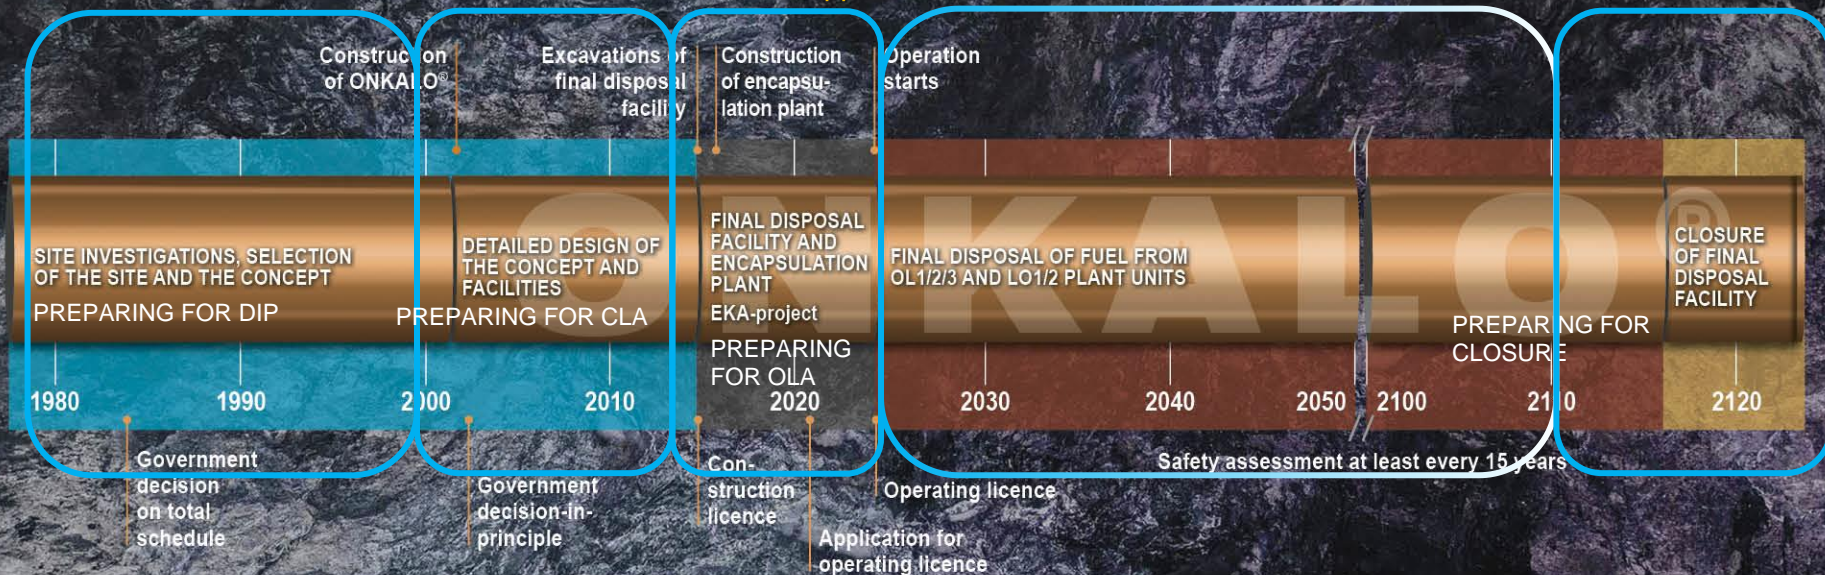 Construction
of ONKALO®
Excavations of
final disposal
facility
Construction
of encapsu-
lation plant
Operation
starts
ONKALO®
SITE INVESTIGATIONS, SELECTION
OF THE SITE AND THE CONCEPT
PREPARING FOR DIP
DETAILED DESIGN OF
THE CONCEPT AND
FACILITIES
PREPARING FOR CLA
FINAL DISPOSAL
FACILITY AND
ENCAPSULATION
PLANT
EKA-project
PREPARING
FOR OLA
FINAL DISPOSAL OF FUEL FROM
OL1/2/3 AND LO1/2 PLANT UNITS
PREPARING FOR
CLOSURE
CLOSURE
OF FINAL
DISPOSAL
FACILITY
1980 1990 2000 2010 2020 2030 2040 2050 2100 2110 2120
Government
decision
on total
schedule
Government
decision-in-
principle
Con-
struction
licence
Application for
operating licence
Operating licence
Safety assessment at least every 15 years